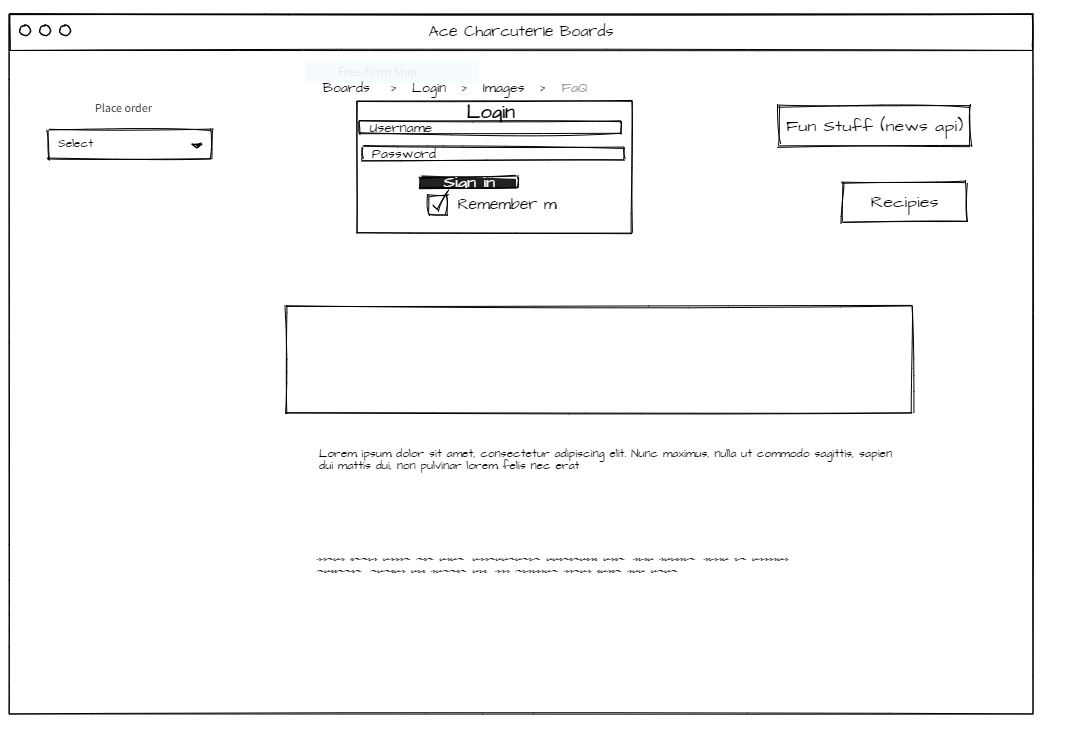 Ace Charcuterie Boards
Free-form Snip
Boards > Login > Images > FaQ
Place order
Select
Login
Username
Password
Sign in
Remember m
Fun Stuff (news api)
Recipies
Lorem ipsum dolor sit amet, consectetur adipiscing elit. Nunc maximus, nulla ut commodo sagittis, sapien
dui mattis dui, non pulvinar lorem felis nec erat